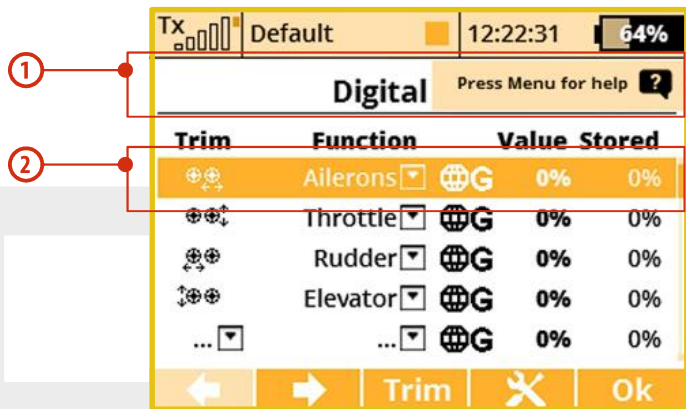 Tx Default 12:22:31 64%
1
Digital Press Menu for help ?
Trim Function Value Stored
2
Ailerons G 0% 0%
Throttle G 0% 0%
Rudder G 0% 0%
Elevator G 0% 0%
... ... G 0% 0%
Trim Ok